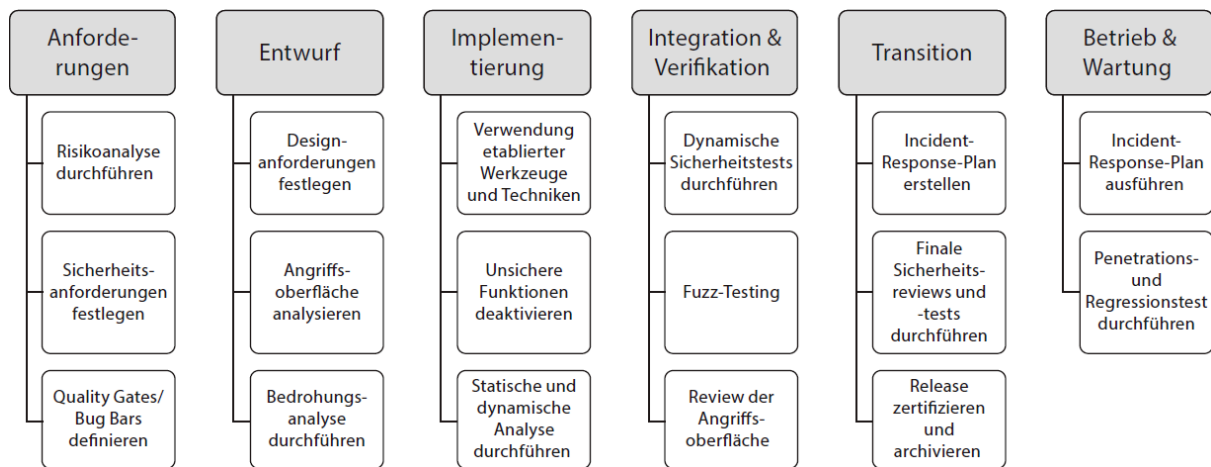 Anforde-
rungen
Risikoanalyse
durchführen
Sicherheits-
anforderungen
festlegen
Quality Gates/
Bug Bars
definieren
Entwurf
Design-
anforderungen
festlegen
Angriffs-
oberfläche
analysieren
Bedrohungs-
analyse
durchführen
Implemen-
tierung
Verwendung
etablierter
Werkzeuge
und Techniken
Unsichere
Funktionen
deaktivieren
Statische und
dynamische
Analyse
durchführen
Integration &
Verifikation
Dynamische
Sicherheitstests
durchführen
Fuzz-Testing
Review der
Angriffs-
oberfläche
Transition
Incident-
Response-Plan
erstellen
Finale
Sicherheits-
reviews und
-tests
durchführen
Release
zertifizieren
und
archivieren
Betrieb &
Wartung
Incident-
Response-Plan
ausführen
Penetrations-
und
Regressionstest
durchführen